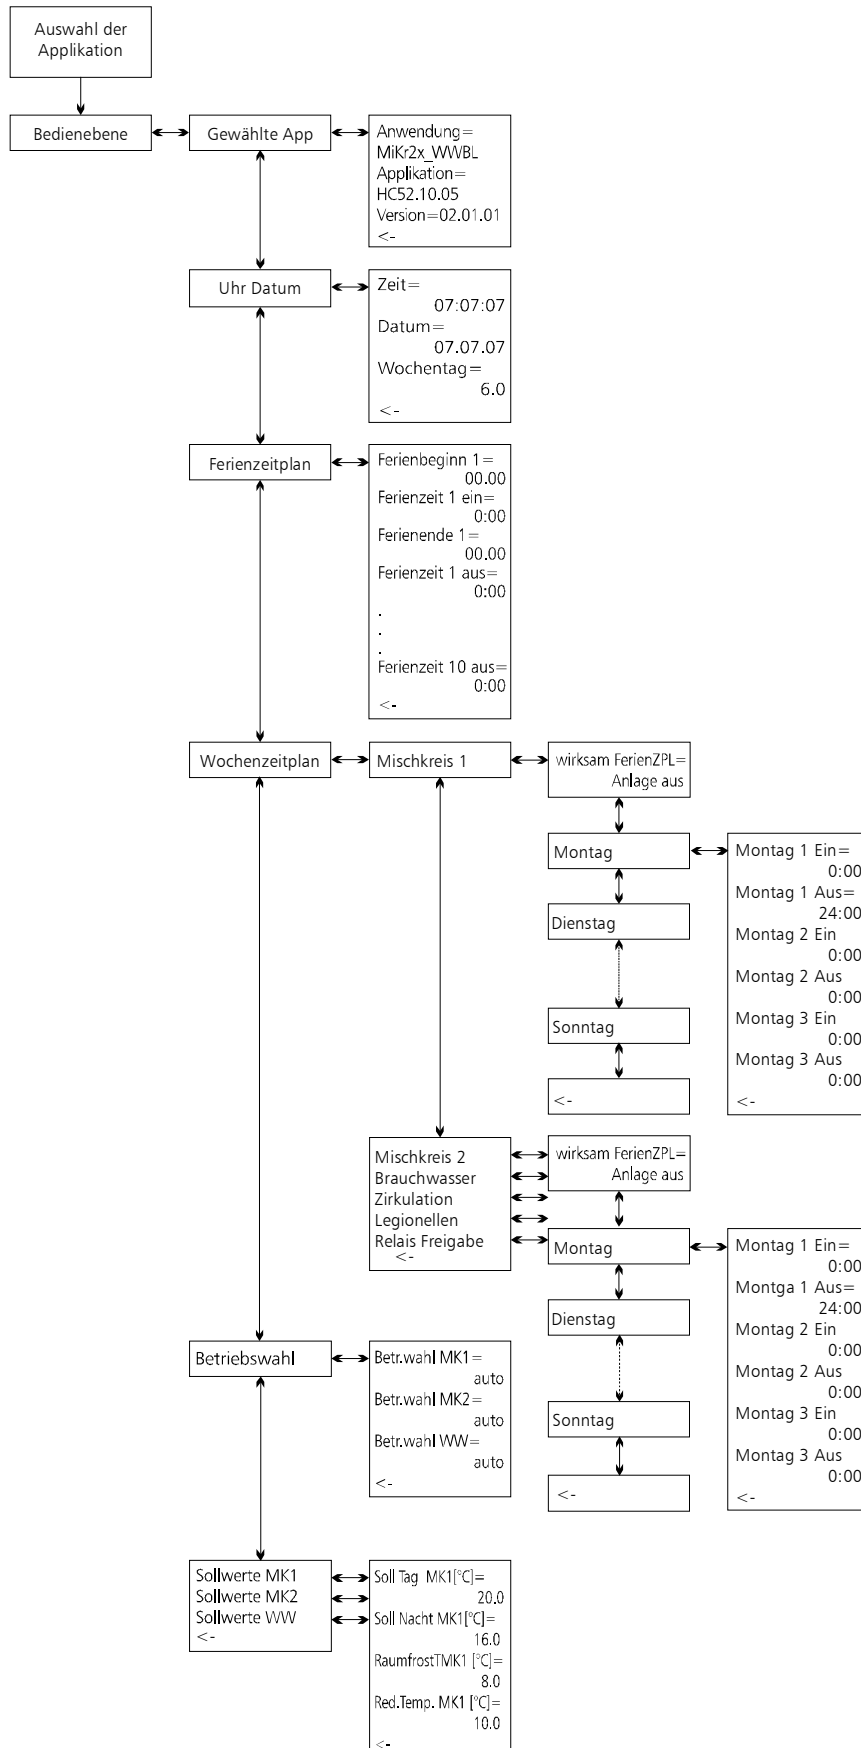 Auswahl der
Applikation
Bedienebene
Gewählte App
Anwendung=
MiKr2x_WWBL
Applikation=
HC52.10.05
Version=02.01.01
<-
Uhr Datum
Zeit=
07:07:07
Datum=
07.07.07
Wochentag=
6.0
<-
Ferienzeitplan
Ferienbeginn 1=
00.00
Ferienzeit 1 ein=
0:00
Ferienende 1=
00.00
Ferienzeit 1 aus=
0:00
.
.
.
Ferienzeit 10 aus=
0:00
<-
Wochenzeitplan
Mischkreis 1
wirksam FerienZPL=
Anlage aus
Montag
Dienstag
Sonntag
<-
Montag 1 Ein=
0:00
Montag 1 Aus=
24:00
Montag 2 Ein
0:00
Montag 2 Aus
0:00
Montag 3 Ein
0:00
Montag 3 Aus
0:00
<-
Mischkreis 2
Brauchwasser
Zirkulation
Legionellen
Relais Freigabe
<-
wirksam FerienZPL=
Anlage aus
Montag
Dienstag
Sonntag
<-
Montag 1 Ein=
0:00
Montga 1 Aus=
24:00
Montag 2 Ein
0:00
Montag 2 Aus
0:00
Montag 3 Ein
0:00
Montag 3 Aus
0:00
<-
Betriebswahl
Betr.wahl MK1=
auto
Betr.wahl MK2=
auto
Betr.wahl WW=
auto
<-
Sollwerte MK1
Sollwerte MK2
Sollwerte WW
<-
Soll Tag MK1[°C]=
20.0
Soll Nacht MK1[°C]=
16.0
RaumfrostTMK1 [°C]=
8.0
Red.Temp. MK1 [°C]=
10.0
<-